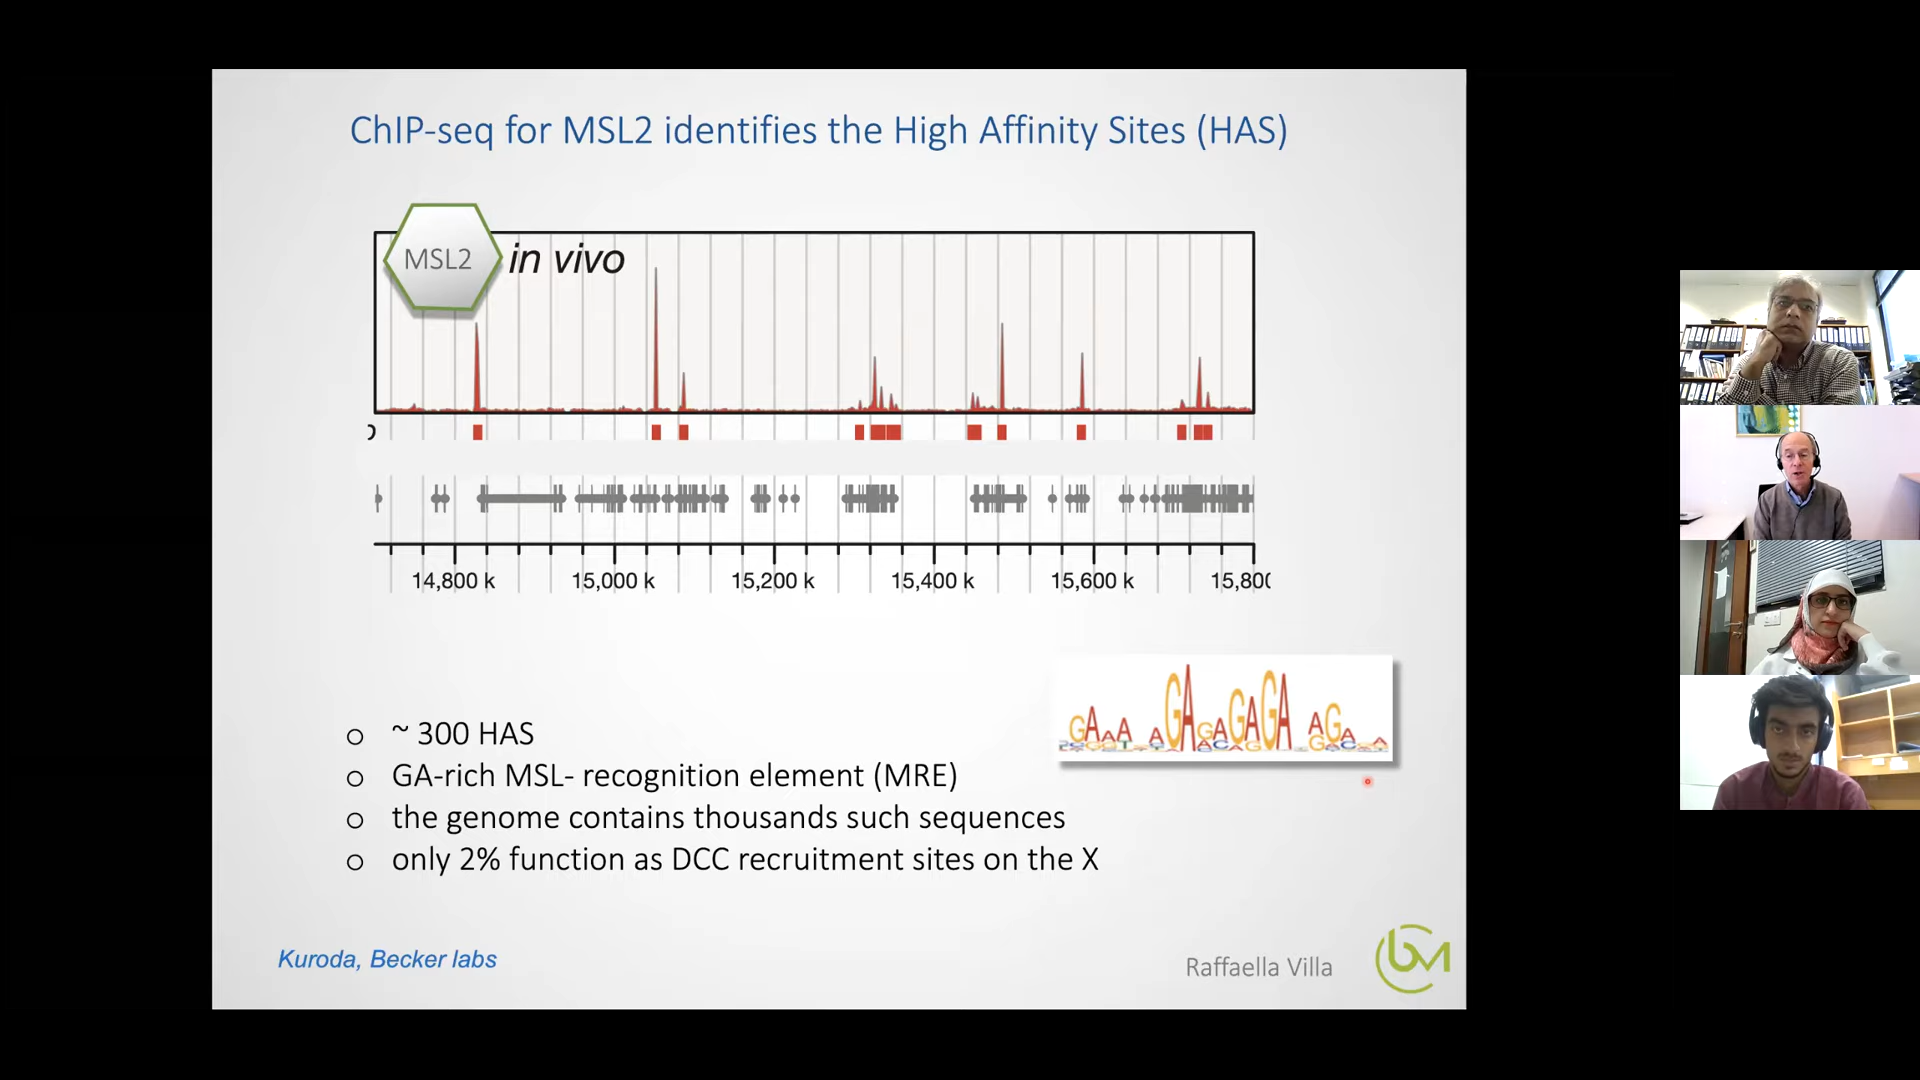 ChIP-seq for MSL2 identifies the High Affinity Sites (HAS)
MSL2 in vivo
14,800 k 15,000 k 15,200 k 15,400 k 15,600 k 15,800
o ~ 300 HAS
o GA-rich MSL- recognition element (MRE)
o the genome contains thousands such sequences
o only 2% function as DCC recruitment sites on the X
Kuroda, Becker labs
Raffaella Villa
bM